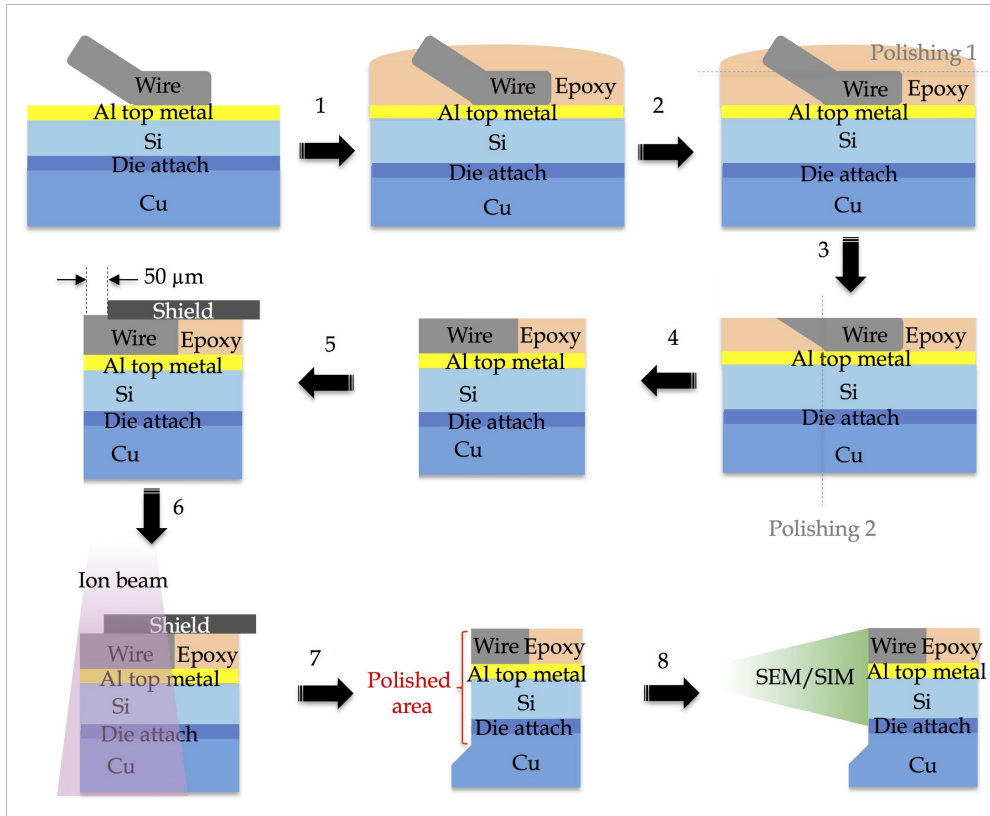 Wire
Al top metal
Si
Die attach
Cu
1
Wire
Epoxy
Al top metal
Si
Die attach
Cu
2
Polishing 1
Wire
Epoxy
Al top metal
Si
Die attach
Cu
3
50 µm
Shield
Wire
Epoxy
Al top metal
Si
Die attach
Cu
5
Wire
Epoxy
Al top metal
Si
Die attach
Cu
4
Wire
Epoxy
Al top metal
Si
Die attach
Cu
Polishing 2
6
Ion beam
Shield
Wire
Epoxy
Al top metal
Si
Die attach
Cu
7
Polished
area
Wire
Epoxy
Al top metal
Si
Die attach
Cu
8
SEM/SIM
Wire
Epoxy
Al top metal
Si
Die attach
Cu